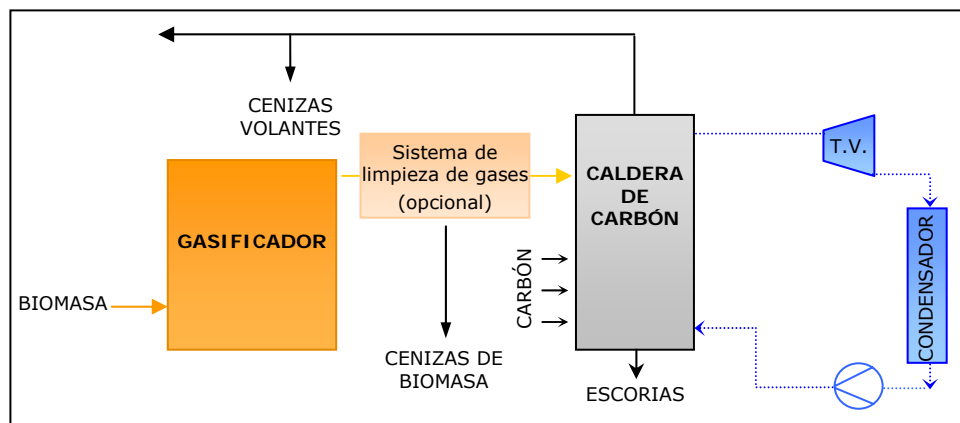 CENIZAS
VOLANTES
Sistema de
limpieza de gases
(opcional)
GASIFICADOR
BIOMASA
CENIZAS DE
BIOMASA
CALDERA
DE
CARBÓN
CARBÓN
ESCORIAS
T.V.
CONDENSADOR